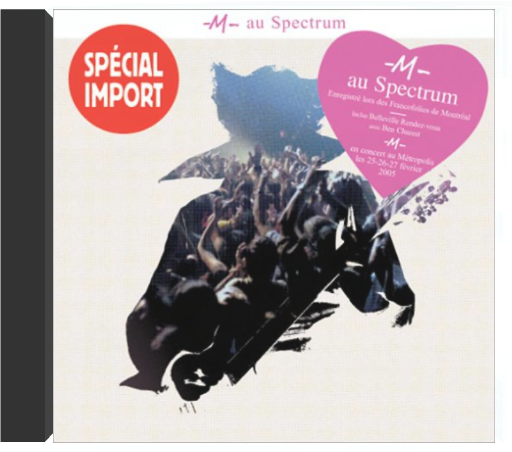 -M- au Spectrum
SPÉCIAL
IMPORT
-M-
au Spectrum
Enregistré lors des Francofolies de Montréal
Inclus Belleville Rendez-vous
avec Ben Charest
-M-
en concert au Métropolis
les 25-26-27 février
2005